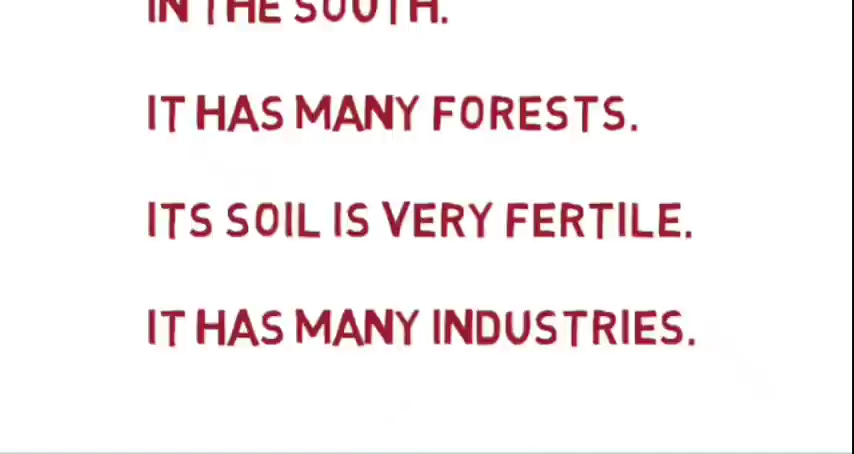 IN THE SOUTH.
IT HAS MANY FORESTS.
ITS SOIL IS VERY FERTILE.
IT HAS MANY INDUSTRIES.